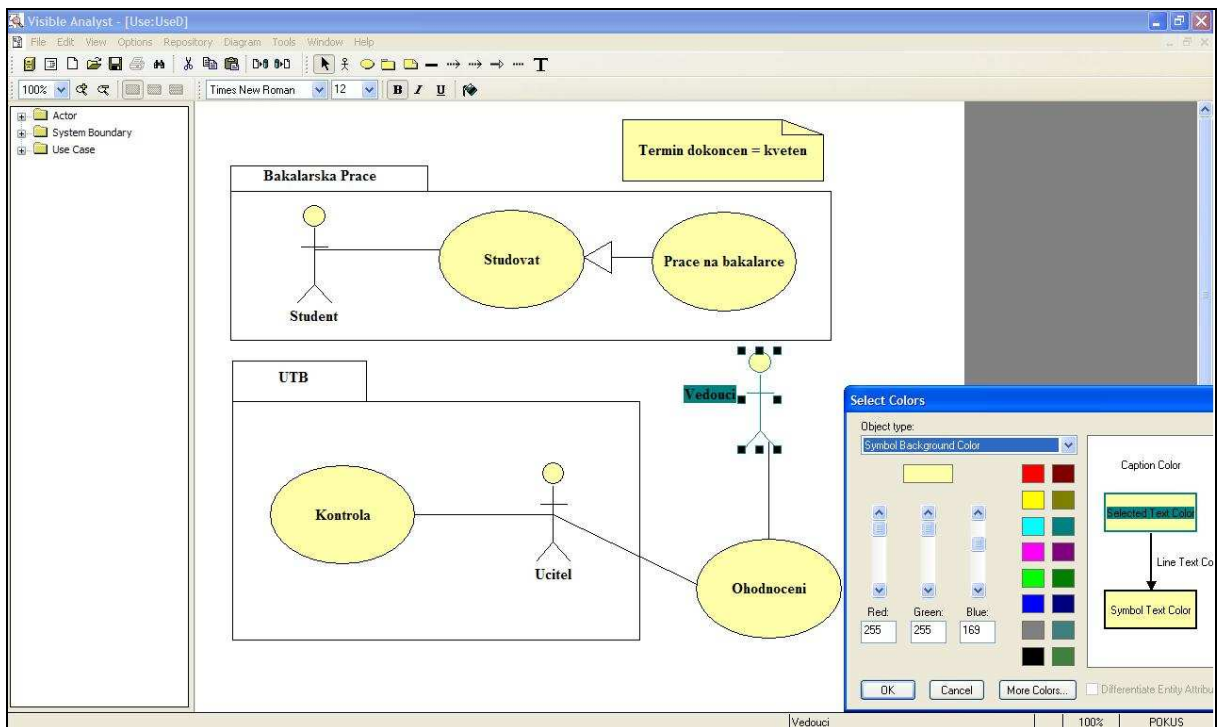 Visible Analyst - [Use:UseD]
File Edit View Options Repository Diagram Tools Window Help
T
100% Times New Roman 12 B I U
Actor
System Boundary
Use Case
Termin dokoncen = kveten
Bakalarska Prace
Studovat
Prace na bakalarce
Student
UTB
Vedouci
Kontrola
Ucitel
Ohodnoceni
Select Colors
Object type:
Symbol Background Color
Caption Color
Selected Text Color
Line Text Co
Symbol Text Color
Red: Green: Blue:
255 255 169
OK Cancel More Colors... Differentiate Entity Attribu
Vedouci 100% POKUS